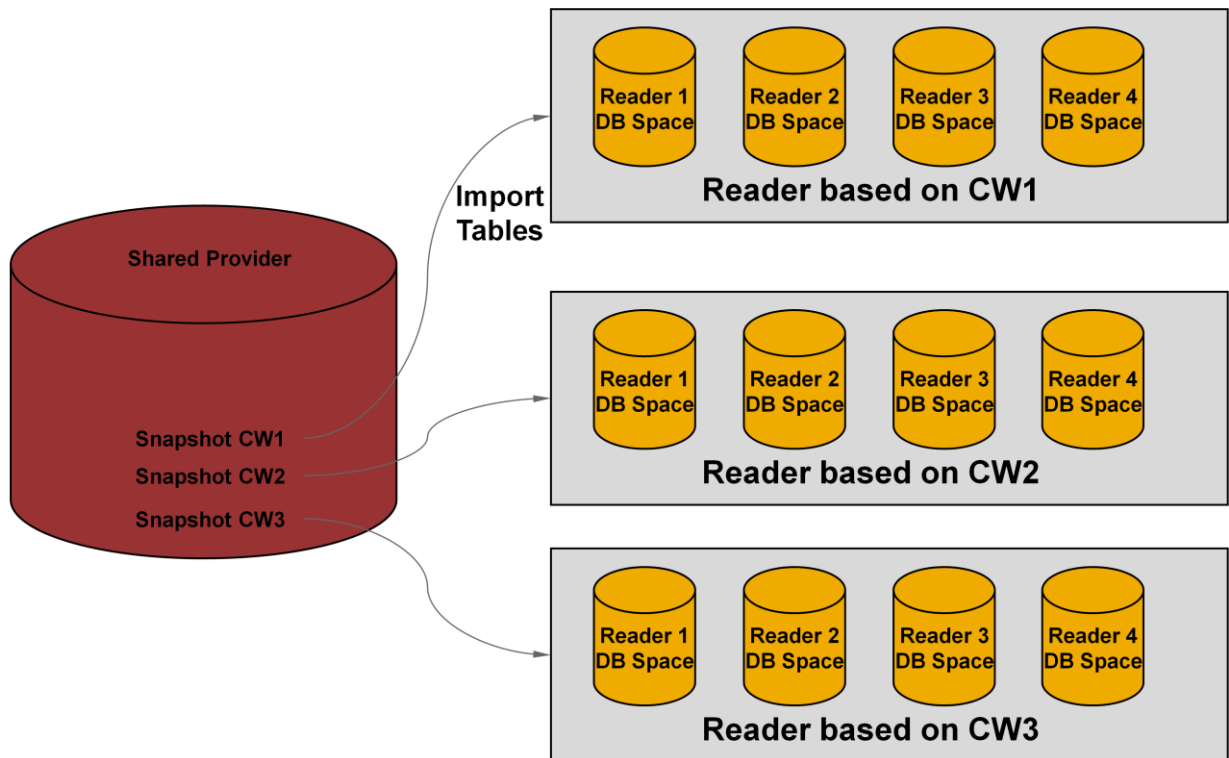 Shared Provider
Snapshot CW1
Snapshot CW2
Snapshot CW3
Import
Tables
Reader 1
DB Space
Reader 2
DB Space
Reader 3
DB Space
Reader 4
DB Space
Reader based on CW1
Reader 1
DB Space
Reader 2
DB Space
Reader 3
DB Space
Reader 4
DB Space
Reader based on CW2
Reader 1
DB Space
Reader 2
DB Space
Reader 3
DB Space
Reader 4
DB Space
Reader based on CW3